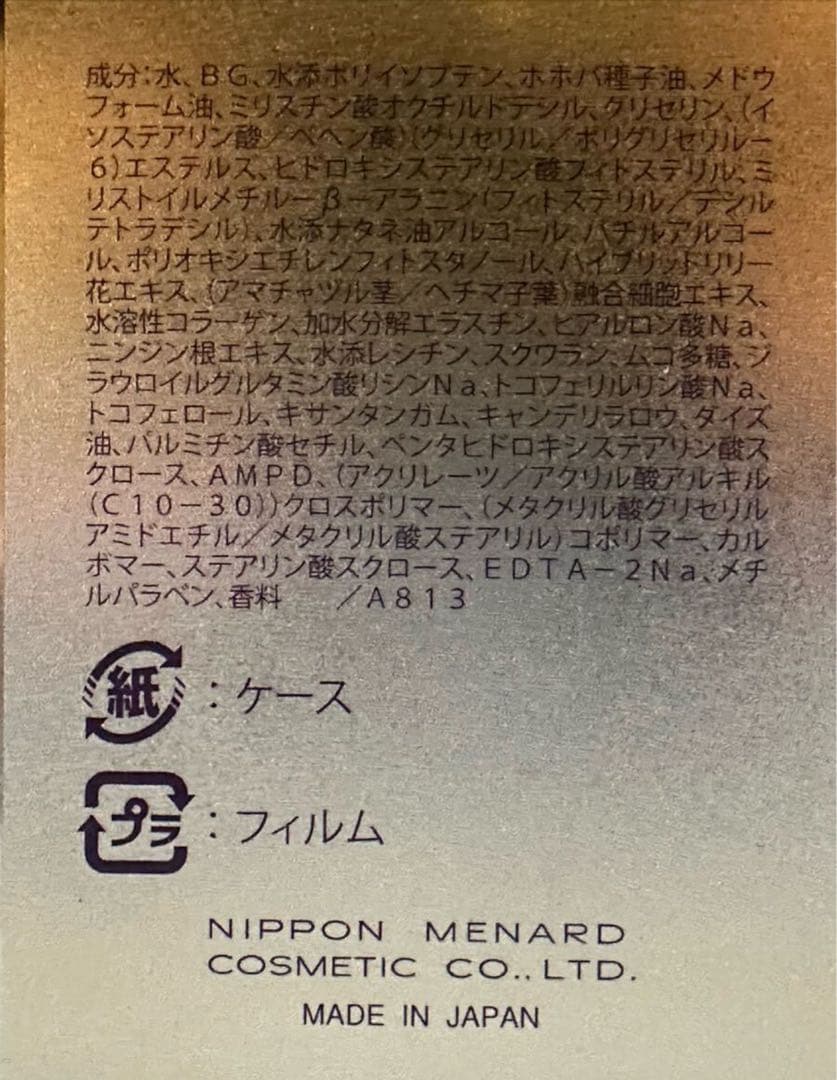 成分：水、ＢＧ、水添ポリイソブテン、ホホバ種子油、メドウ
フォーム油、ミリスチン酸オクチルドデシル、グリセリン、（イ
ソステアリン酸／ベヘン酸）（グリセリル／ポリグリセリル－
６）エステルズ、ヒドロキシステアリン酸フィトステリル、ミ
リストイルメチル－β－アラニン（フィトステリル／デシル
テトラデシル）、水添ナタネ油アルコール、バチルアルコー
ル、ポリオキシエチレンフィトスタノール、ハイブリッドリリー
花エキス、（アマチャヅル茎／ヘチマ子葉）融合細胞エキス、
水溶性コラーゲン、加水分解エラスチン、ヒアルロン酸Ｎａ、
ニンジン根エキス、水添レシチン、スクワラン、ムコ多糖、ジ
ラウロイルグルタミン酸リシンＮａ、トコフェリルリン酸Ｎａ、
トコフェロール、キサンタンガム、キャンデリラロウ、ダイズ
油、パルミチン酸セチル、ペンタヒドロキシステアリン酸ス
クロース、ＡＭＰＤ、（アクリレーツ／アクリル酸アルキル
（Ｃ１０－３０））クロスポリマー、（メタクリル酸グリセリル
アミドエチル／メタクリル酸ステアリル）コポリマー、カル
ボマー、ステアリン酸スクロース、ＥＤＴＡ－２Ｎａ、メチ
ルパラベン、香料　／Ａ８１３
紙：ケース
プラ：フィルム
NIPPON MENARD
COSMETIC CO.,LTD.
MADE IN JAPAN